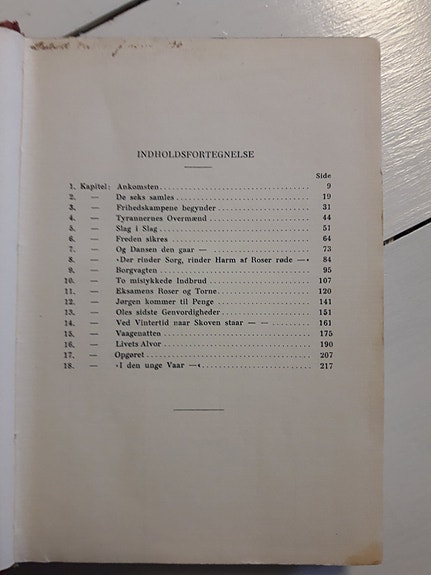 INDHOLDSFORTEGNELSE
Side
1. Kapitel: Ankomsten 9
2. — De seks samles 19
3. — Frihedskampene begynder 31
4. — Tyrannernes Overmænd 44
5. — Slag i Slag 51
6. — Freden sikres 64
7. — Og Dansen den gaar — 73
8. — »Der rinder Sorg, rinder Harm af Roser røde —« 84
9. — Borgvagten 95
10. — To mistykkede Indbrud 107
11. — Eksamens Roser og Torne 120
12. — Jørgen kommer til Penge 141
13. — Oles sidste Genvordigheder 151
14. — Ved Vintertid naar Skoven staar — — 161
15. — Vaagenatten 175
16. — Livets Alvor 190
17. — Opgøret 207
18. — »I den unge Vaar —« 217